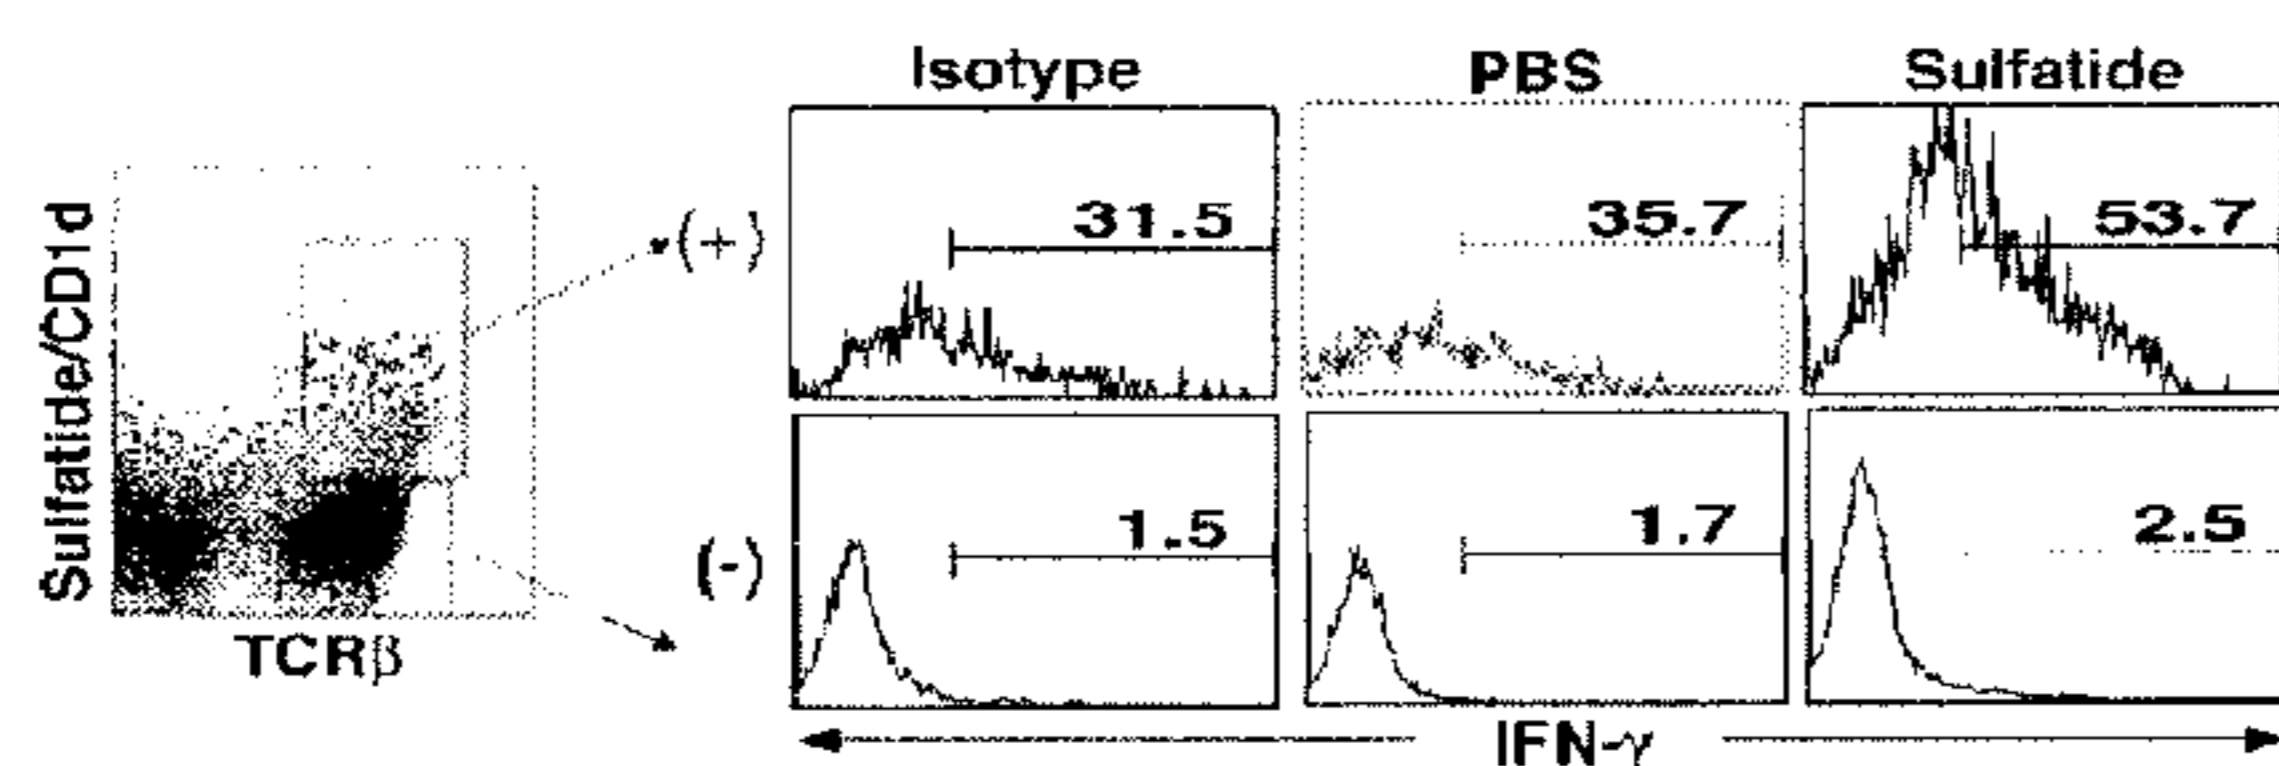 Isotype PBS Sulfatide
Sulfatide/CD1d
(+) 31.5 35.7 53.7
(-) 1.5 1.7 2.5
TCRβ
IFN-γ